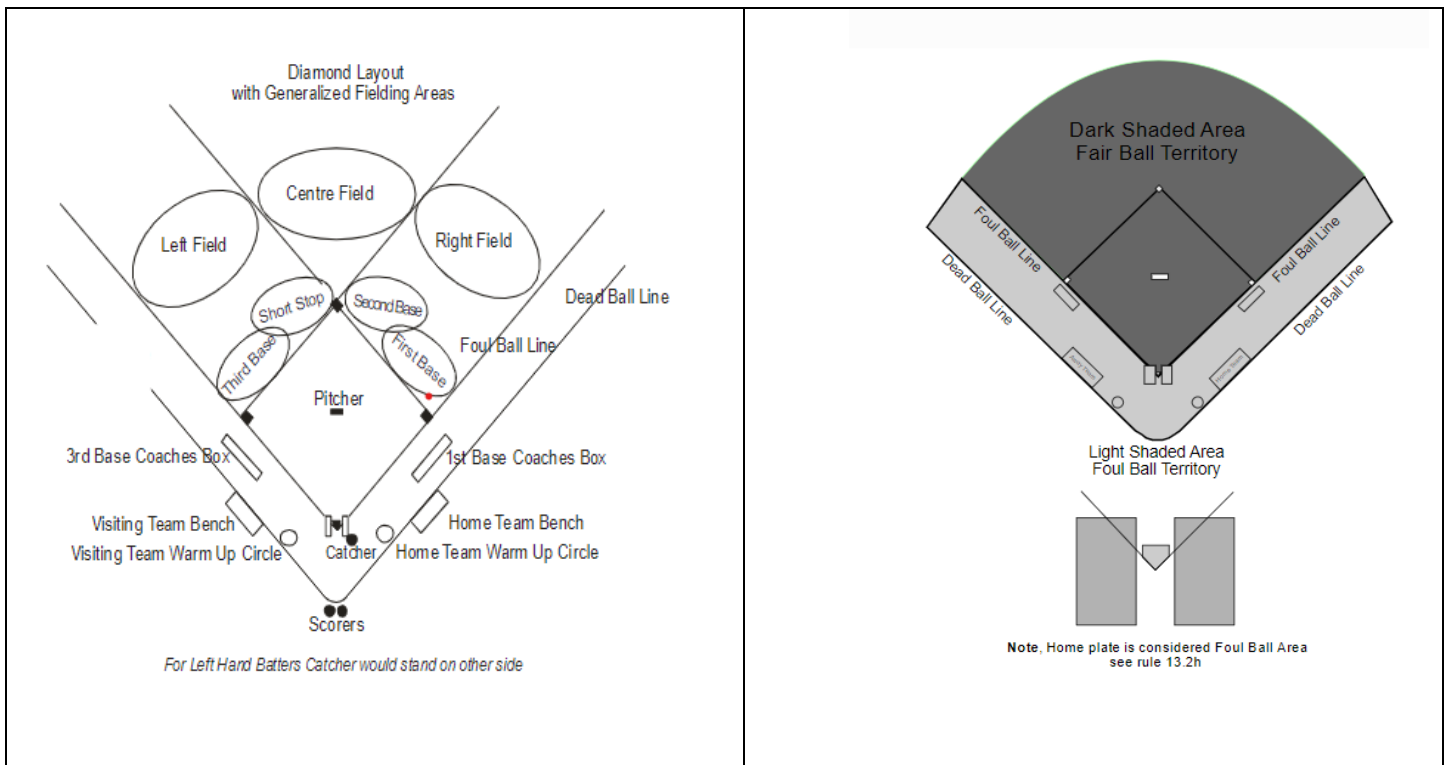 Diamond Layout
with Generalized Fielding Areas
Centre Field
Left Field
Right Field
Short Stop
Second Base
Dead Ball Line
Third Base
First Base
Foul Ball Line
Pitcher
3rd Base Coaches Box
1st Base Coaches Box
Visiting Team Bench
Home Team Bench
Visiting Team Warm Up Circle
Catcher
Home Team Warm Up Circle
Scorers
For Left Hand Batters Catcher would stand on other side
Dark Shaded Area
Fair Ball Territory
Foul Ball Line
Foul Ball Line
Dead Ball Line
Dead Ball Line
Away Team
Home Team
Light Shaded Area
Foul Ball Territory
Note, Home plate is considered Foul Ball Area
see rule 13.2h